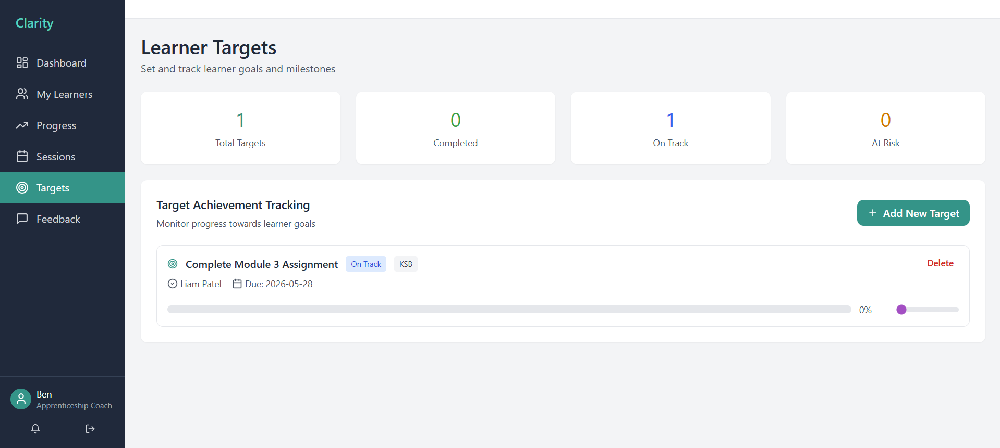 Clarity
Dashboard
My Learners
Progress
Sessions
Targets
Feedback
Ben
Apprenticeship Coach
Learner Targets
Set and track learner goals and milestones
1
Total Targets
0
Completed
1
On Track
0
At Risk
Target Achievement Tracking
Monitor progress towards learner goals
+ Add New Target
Complete Module 3 Assignment On Track KSB
Delete
Liam Patel Due: 2026-05-28
0%